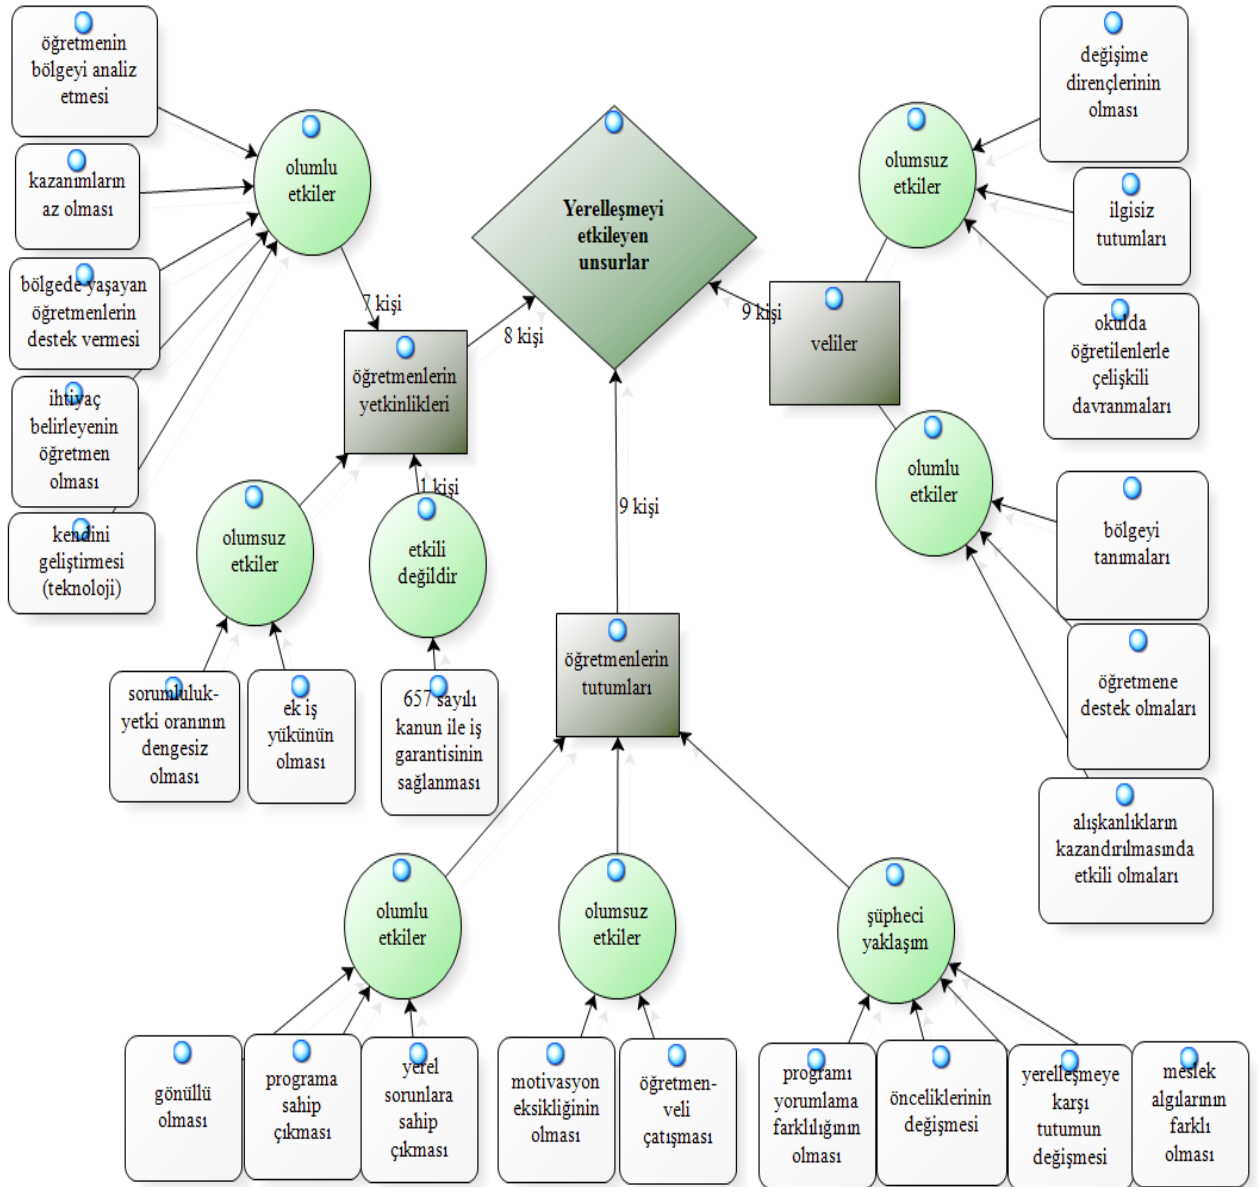 öğretmenin
bölgeyi analiz
etmesi
kazanımların
az olması
bölgede yaşayan
öğretmenlerin
destek vermesi
ihtiyaç
belirleyenin
öğretmen
olması
kendini
geliştirmesi
(teknoloji)
olumlu
etkiler
7 kişi
öğretmenlerin
yetkinlikleri
8 kişi
olumsuz
etkiler
1 kişi
etkili
değildir
sorumluluk-
yetki oranının
dengesiz
olması
ek iş
yükünün
olması
657 sayılı
kanun ile iş
garantisinin
sağlanması
Yerelleşmeyi
etkileyen
unsurlar
9 kişi
veliler
olumsuz
etkiler
değişime
dirençlerinin
olması
ilgisiz
tutumları
okulda
öğretilenlerle
çelişkili
davranmaları
olumlu
etkiler
bölgeyi
tanımaları
öğretmene
destek olmaları
alışkanlıkların
kazandırılmasında
etkili olmaları
9 kişi
öğretmenlerin
tutumları
olumlu
etkiler
olumsuz
etkiler
şüpheci
yaklaşım
gönüllü
olması
programa
sahip
çıkması
yerel
sorunlara
sahip
çıkması
motivasyon
eksikliğinin
olması
öğretmen-
veli
çatışması
programı
yorumlama
farklılığının
olması
önceliklerinin
değişmesi
yerelleşmeye
karşı
tutumun
değişmesi
meslek
algılarının
farklı
olması